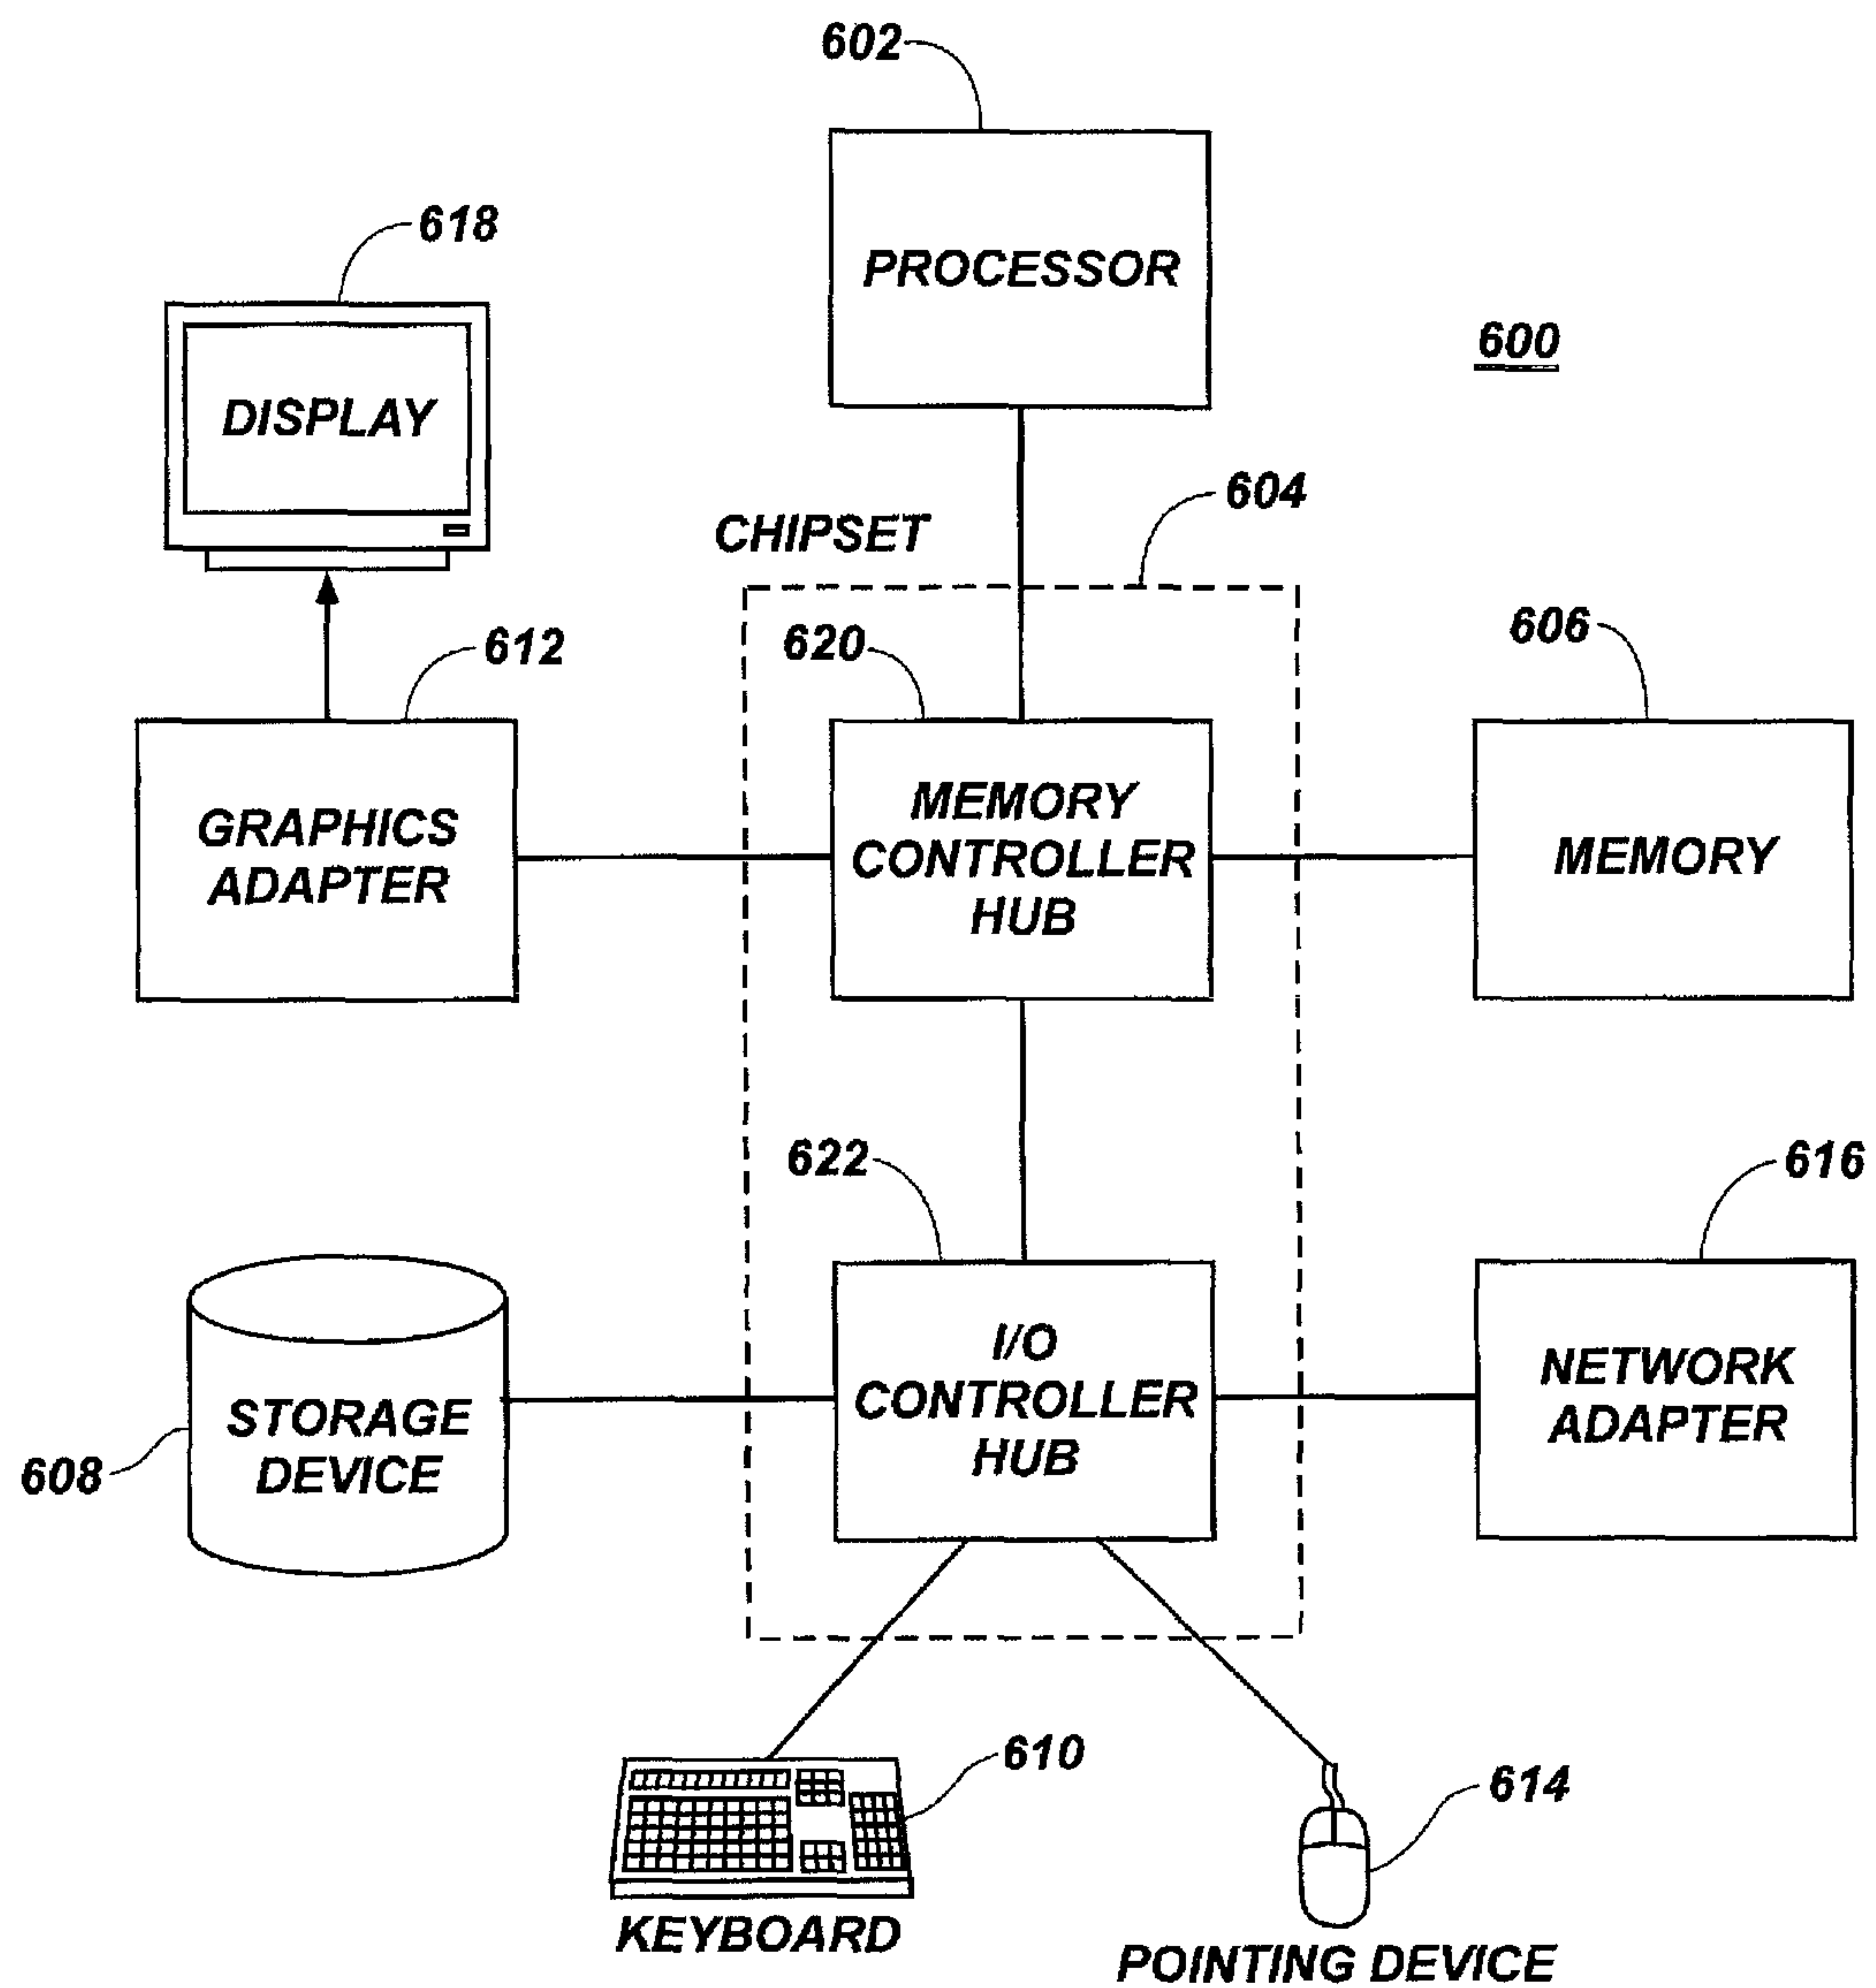 602
PROCESSOR
618
DISPLAY
600
604
CHIPSET
620
612
606
GRAPHICS
ADAPTER
MEMORY
CONTROLLER
HUB
MEMORY
622
616
STORAGE
DEVICE
608
I/O
CONTROLLER
HUB
NETWORK
ADAPTER
610
KEYBOARD
614
POINTING DEVICE